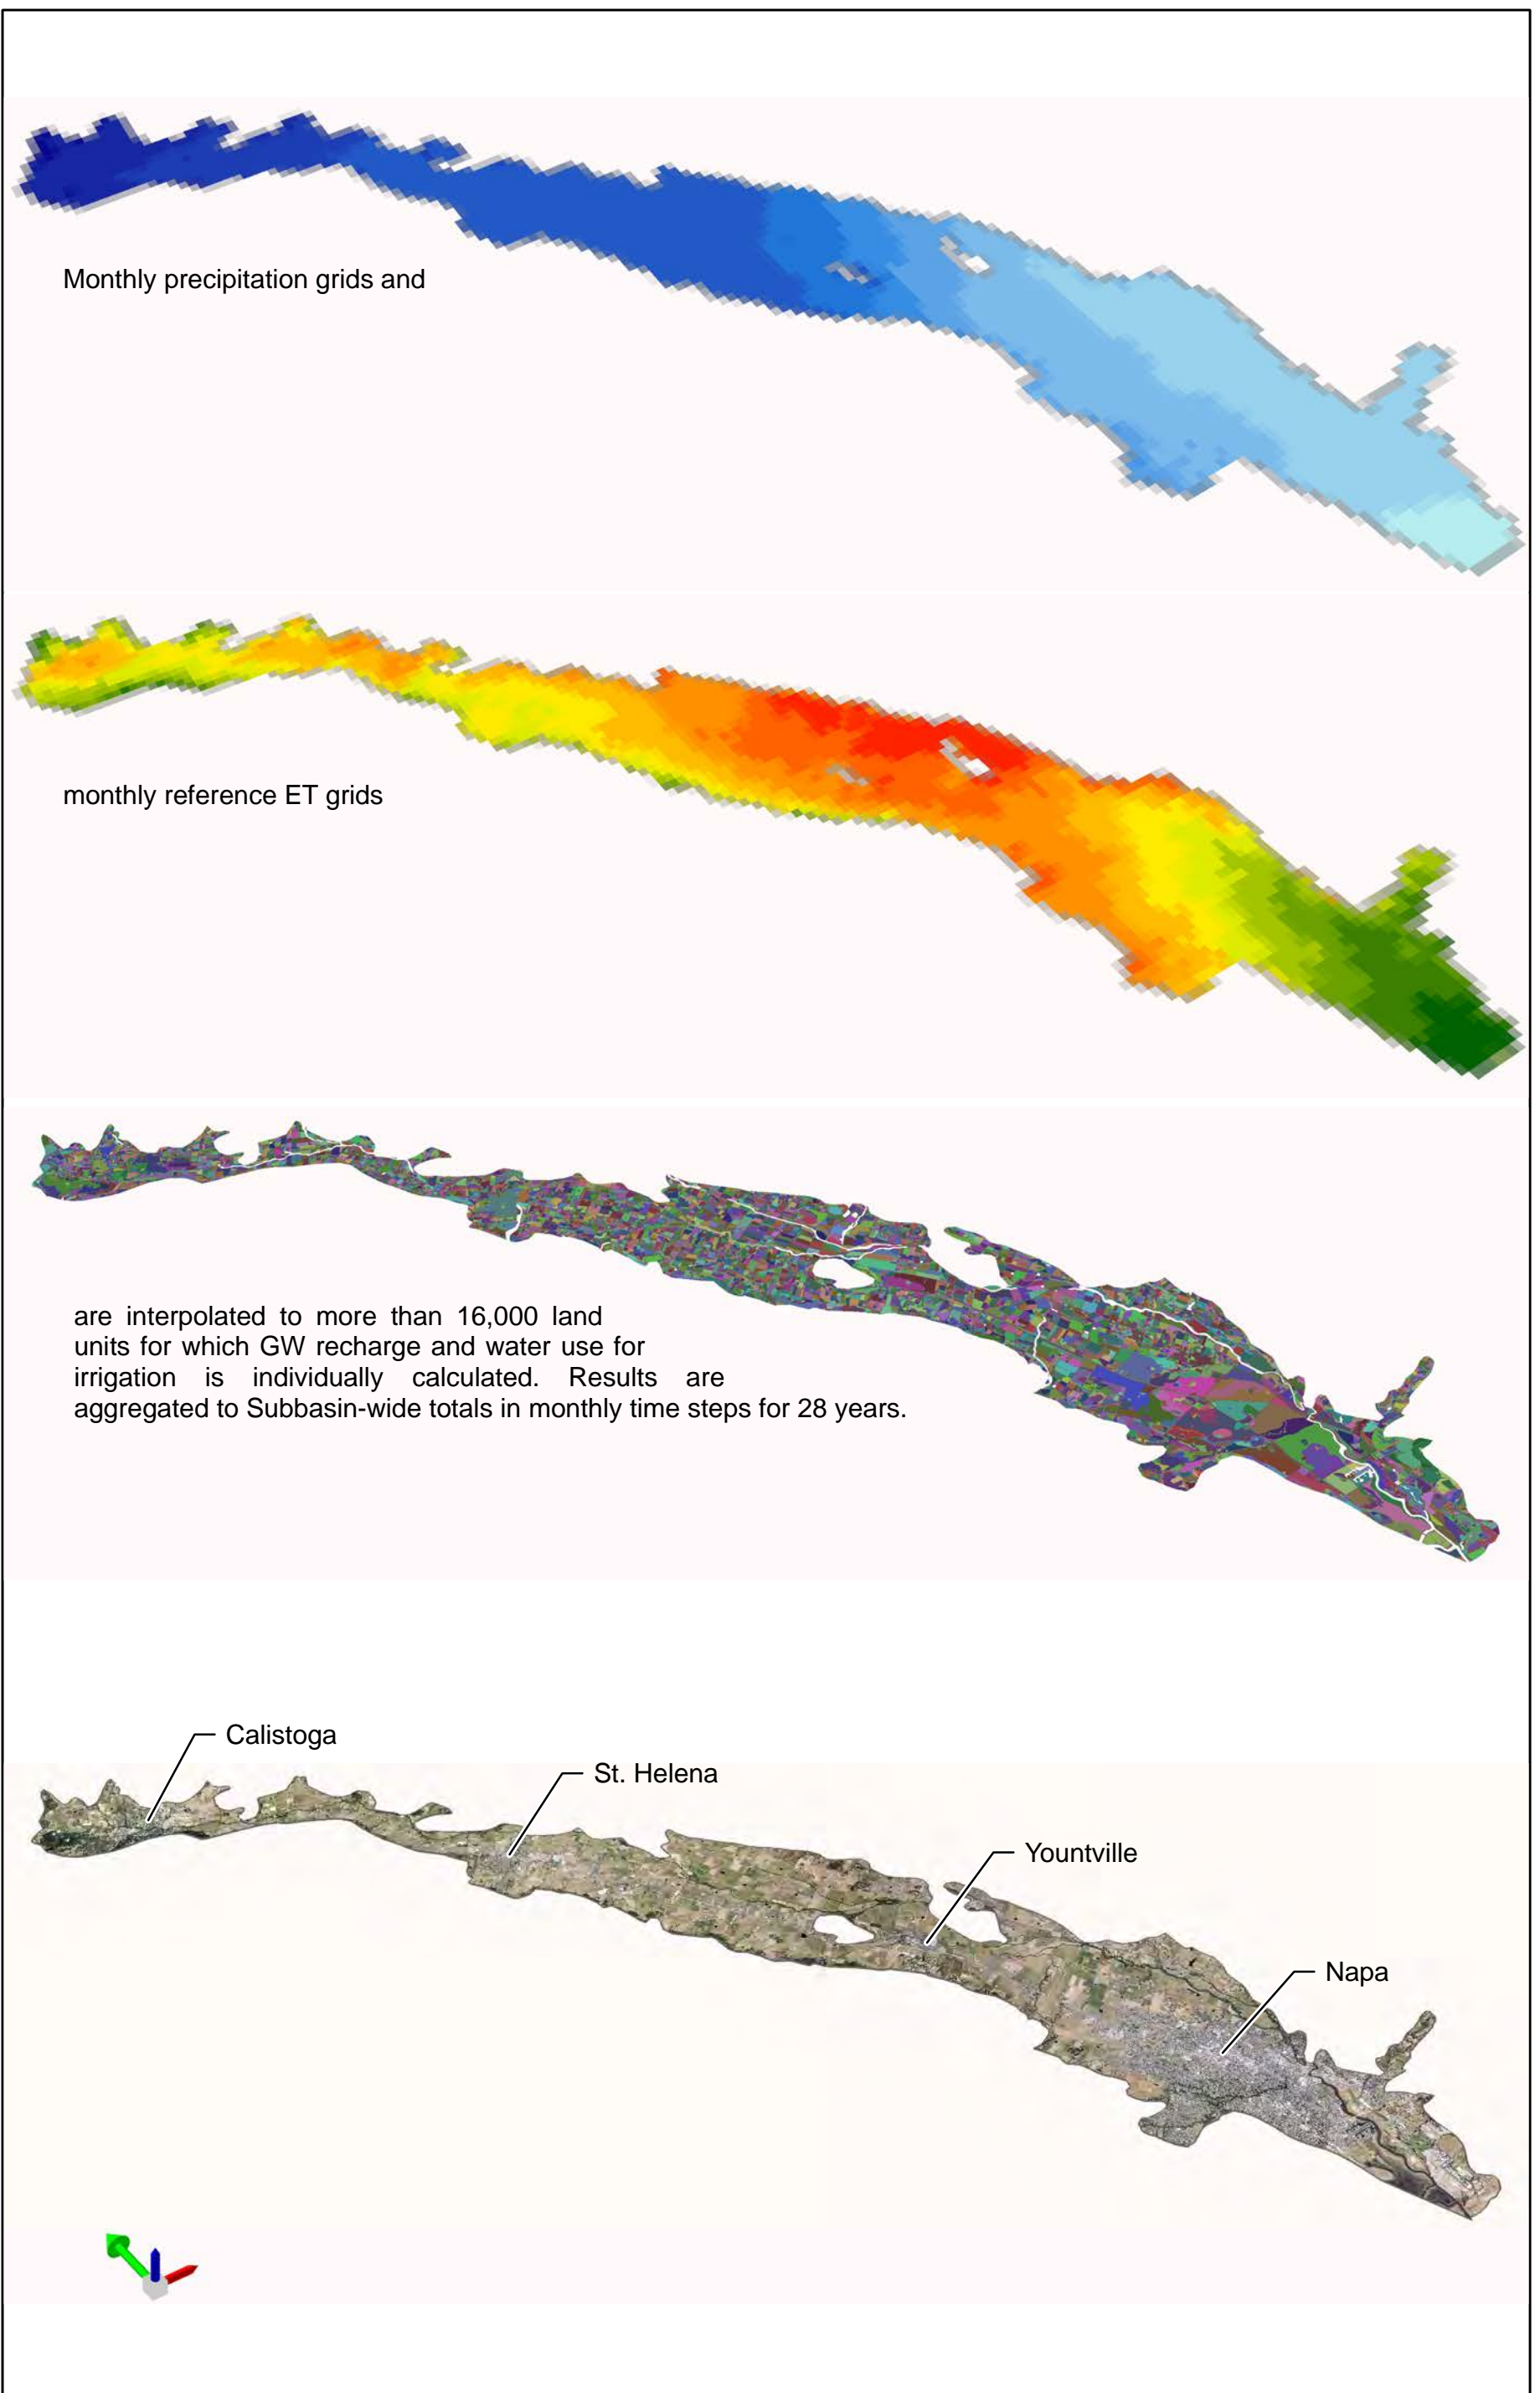 Monthly precipitation grids and
monthly reference ET grids
are interpolated to more than 16,000 land
units for which GW recharge and water use for
irrigation is individually calculated. Results are
aggregated to Subbasin-wide totals in monthly time steps for 28 years.
Calistoga
St. Helena
Yountville
Napa